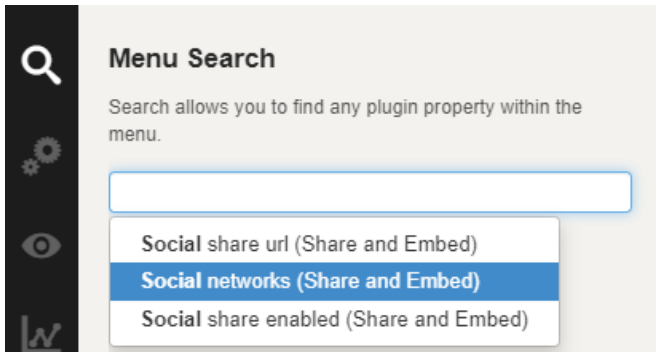 Menu Search
Search allows you to find any plugin property within the
menu.
Social share url (Share and Embed)
Social networks (Share and Embed)
Social share enabled (Share and Embed)